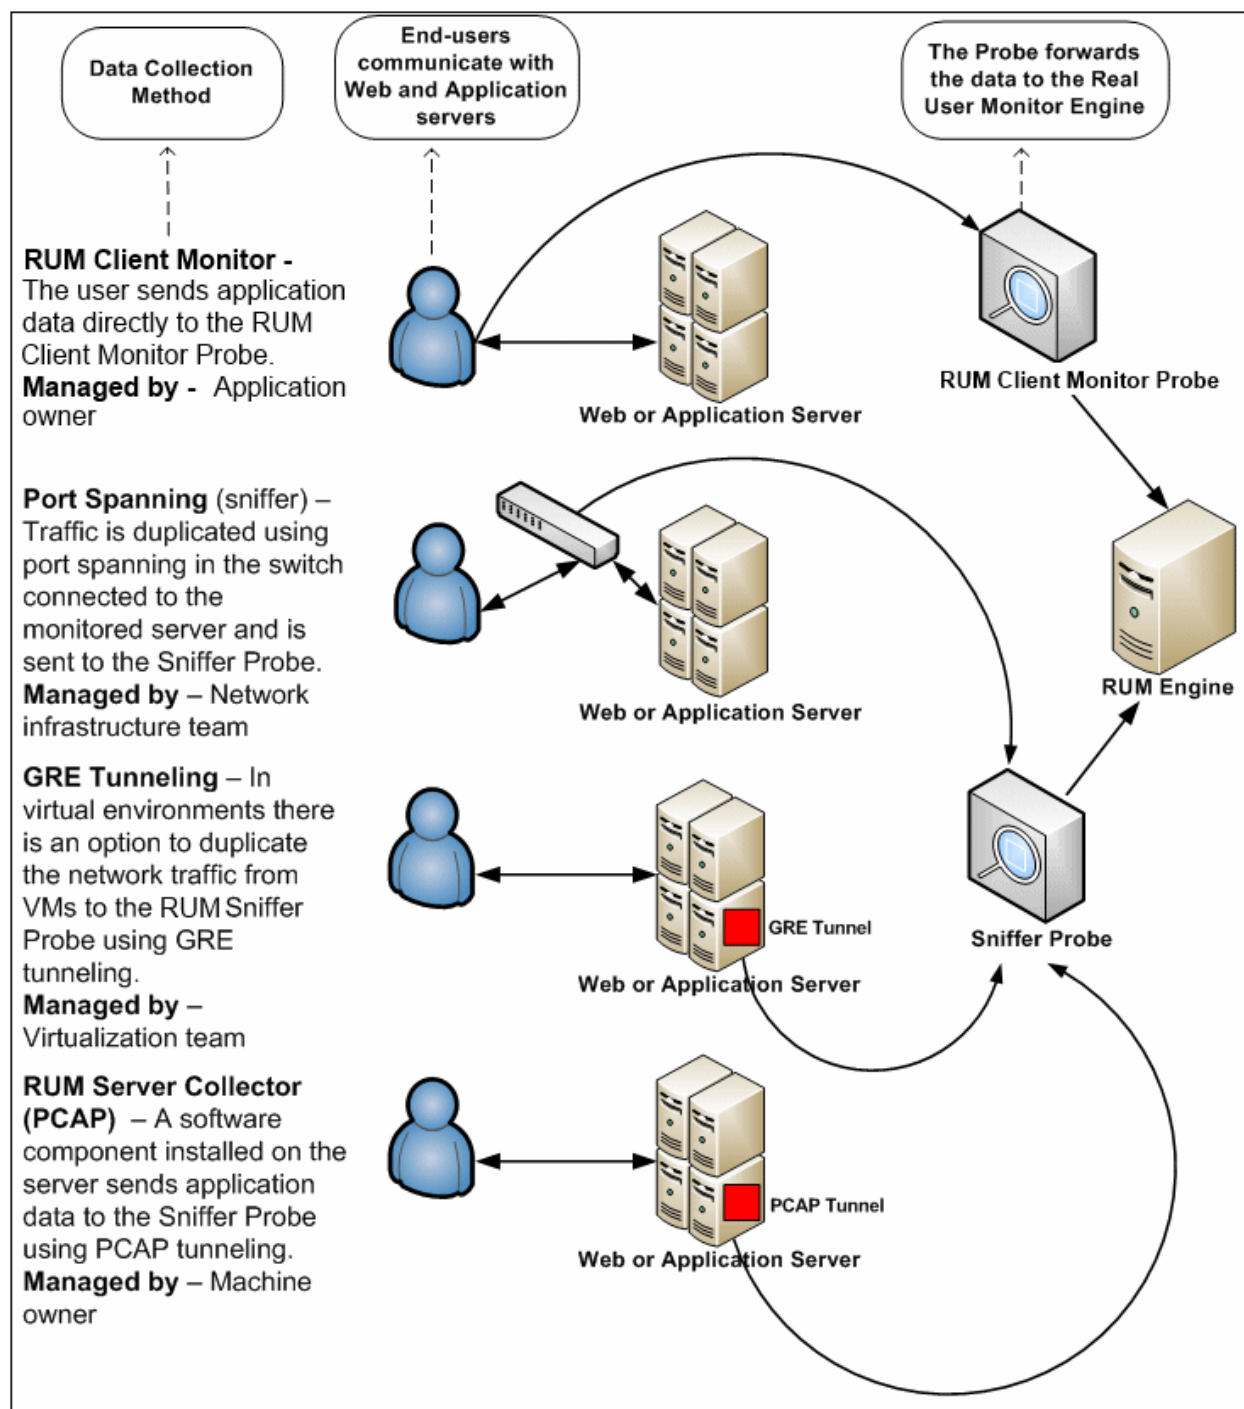 Data Collection
Method
End-users
communicate with
Web and Application
servers
The Probe forwards
the data to the Real
User Monitor Engine
RUM Client Monitor -
The user sends application
data directly to the RUM
Client Monitor Probe.
Managed by - Application
owner
Web or Application Server
RUM Client Monitor Probe
Port Spanning (sniffer) –
Traffic is duplicated using
port spanning in the switch
connected to the
monitored server and is
sent to the Sniffer Probe.
Managed by – Network
infrastructure team
Web or Application Server
RUM Engine
GRE Tunneling – In
virtual environments there
is an option to duplicate
the network traffic from
VMs to the RUM Sniffer
Probe using GRE
tunneling.
Managed by –
Virtualization team
GRE Tunnel
Web or Application Server
Sniffer Probe
RUM Server Collector
(PCAP) – A software
component installed on the
server sends application
data to the Sniffer Probe
using PCAP tunneling.
Managed by – Machine
owner
PCAP Tunnel
Web or Application Server